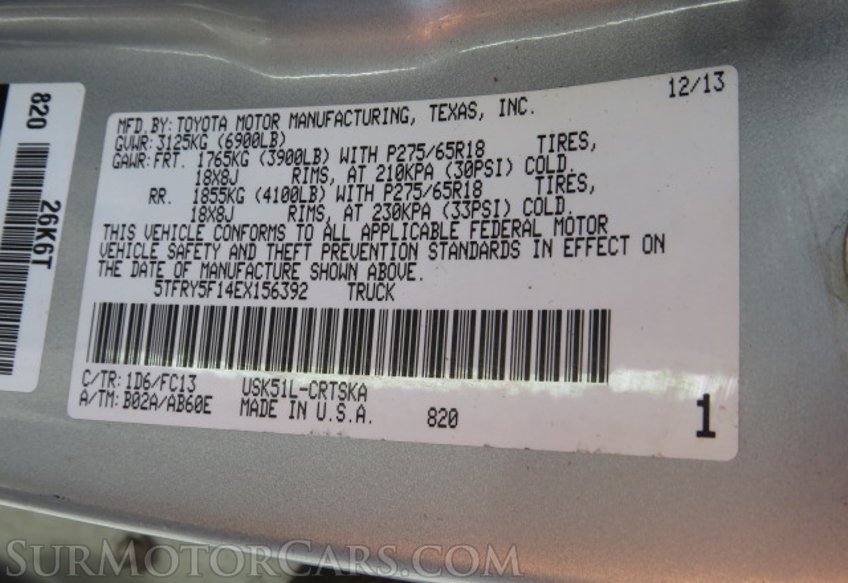 820
26K6T
12/13
MFD.BY: TOYOTA MOTOR MANUFACTURING, TEXAS, INC.
GVWR: 3125KG (6900LB)
GAWR: FRT. 1765KG (3900LB) WITH P275/65R18 TIRES,
18X8J RIMS, AT 210KPA (30PSI) COLD.
RR. 1855KG (4100LB) WITH P275/65R18 TIRES,
18X8J RIMS, AT 230KPA (33PSI) COLD.
THIS VEHICLE CONFORMS TO ALL APPLICABLE FEDERAL MOTOR
VEHICLE SAFETY AND THEFT PREVENTION STANDARDS IN EFFECT ON
THE DATE OF MANUFACTURE SHOWN ABOVE.
5TFRY5F14EX156392 TRUCK
C/TR: 1D6/FC13 USK51L-CRTSKA
A/TM: B02A/AB60E MADE IN U.S.A. 820
1
SurMotorCars.com